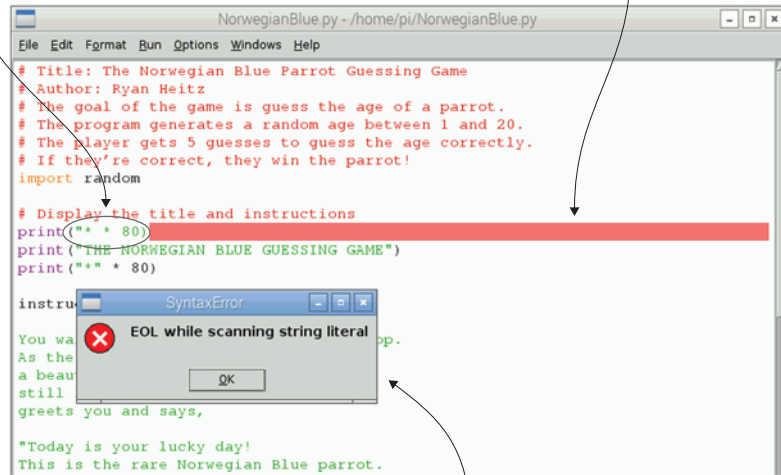 NorwegianBlue.py - /home/pi/NorwegianBlue.py
File Edit Format Run Options Windows Help
# Title: The Norwegian Blue Parrot Guessing Game
# Author: Ryan Heitz
# The goal of the game is guess the age of a parrot.
# The program generates a random age between 1 and 20.
# The player gets 5 guesses to guess the age correctly.
# If they're correct, they win the parrot!
import random
# Display the title and instructions
print("* * 80)
print("THE NORWEGIAN BLUE GUESSING GAME")
print("*" * 80)
SyntaxError
EOL while scanning string literal
OK
You
As the
a
still
greets you and says,
"Today is your lucky day!
This is the rare Norwegian Blue parrot.